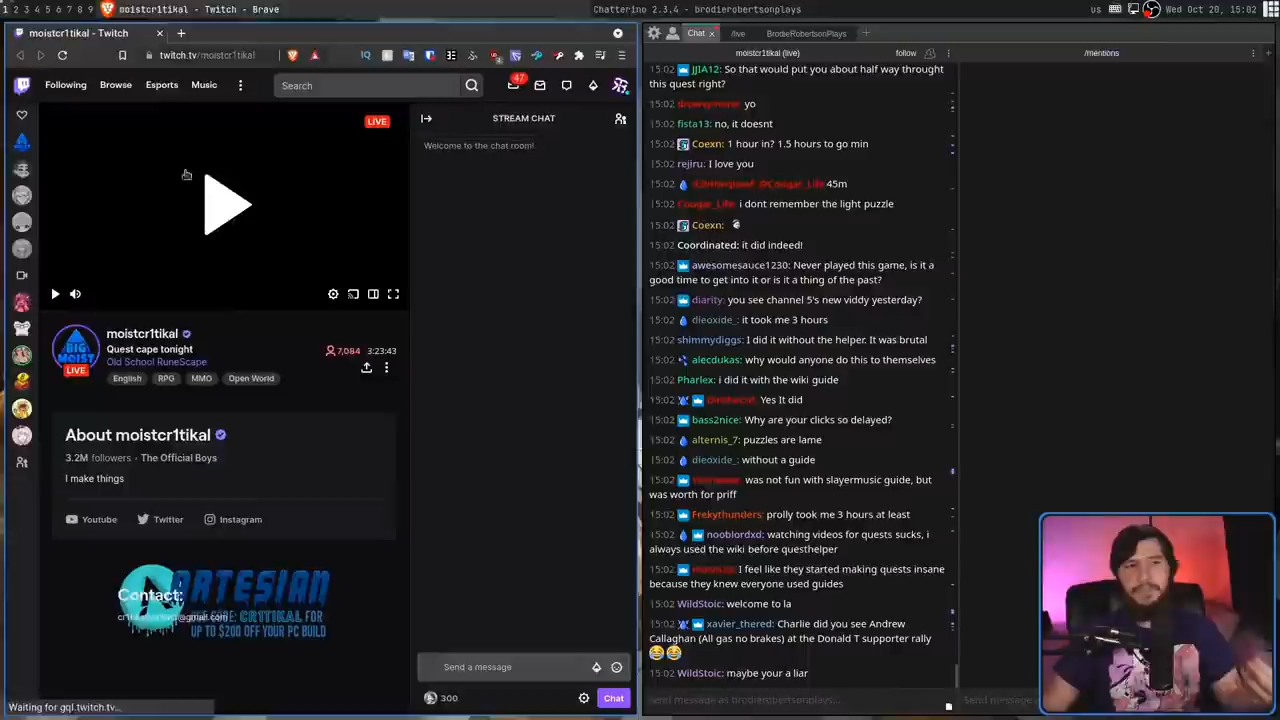 1 2 3 4 5 6 7 8 9 moistcr1tikal - Twitch - Brave
Chatterino 2.3.4 - brodierobertsonplays
us Wed Oct 20, 15:02
moistcr1tikal - Twitch
twitch.tv/moistcr1tikal
Following Browse Esports Music
Search
47
LIVE
STREAM CHAT
Welcome to the chat room!
moistcr1tikal
Quest cape tonight
Old School RuneScape
7,084 3:23:43
BIG MOIST
LIVE
English RPG MMO Open World
About moistcr1tikal
3.2M followers · The Official Boys
I make things
Youtube Twitter Instagram
ARTESIAN
Contact:
USE CODE: CR1TIKAL FOR
UP TO $200 OFF YOUR PC BUILD
Send a message
300
Chat
Waiting for gql.twitch.tv...
Chat /live BrodieRobertsonPlays
moistcr1tikal (live) follow
/mentions
15:02 JJIA12: So that would put you about half way throught
this quest right?
15:02 yo
15:02 fista13: no, it doesnt
15:02 Coexn: 1 hour in? 1.5 hours to go min
15:02 rejiru: I love you
15:02 @Cougar_Life 45m
15:02 Cougar_Life: i dont remember the light puzzle
15:02 Coexn:
15:02 Coordinated: it did indeed!
15:02 awesomesauce1230: Never played this game, is it a
good time to get into it or is it a thing of the past?
15:02 diarity: you see channel 5's new viddy yesterday?
15:02 dieoxide_: it took me 3 hours
15:02 shimmydiggs: I did it without the helper. It was brutal
15:02 alecdukas: why would anyone do this to themselves
15:02 Pharlex: i did it with the wiki guide
15:02 Yes It did
15:02 bass2nice: Why are your clicks so delayed?
15:02 alternis_7: puzzles are lame
15:02 dieoxide_: without a guide
15:02 was not fun with slayermusic guide, but
was worth for priff
15:02 Frekythunders: prolly took me 3 hours at least
15:02 nooblordxd: watching videos for quests sucks, i
always used the wiki before questhelper
15:02 I feel like they started making quests insane
because they knew everyone used guides
15:02 WildStoic: welcome to la
15:02 xavier_thered: Charlie did you see Andrew
Callaghan (All gas no brakes) at the Donald T supporter rally
15:02 WildStoic: maybe your a liar
Send message as brodierobertsonplays...
Send message